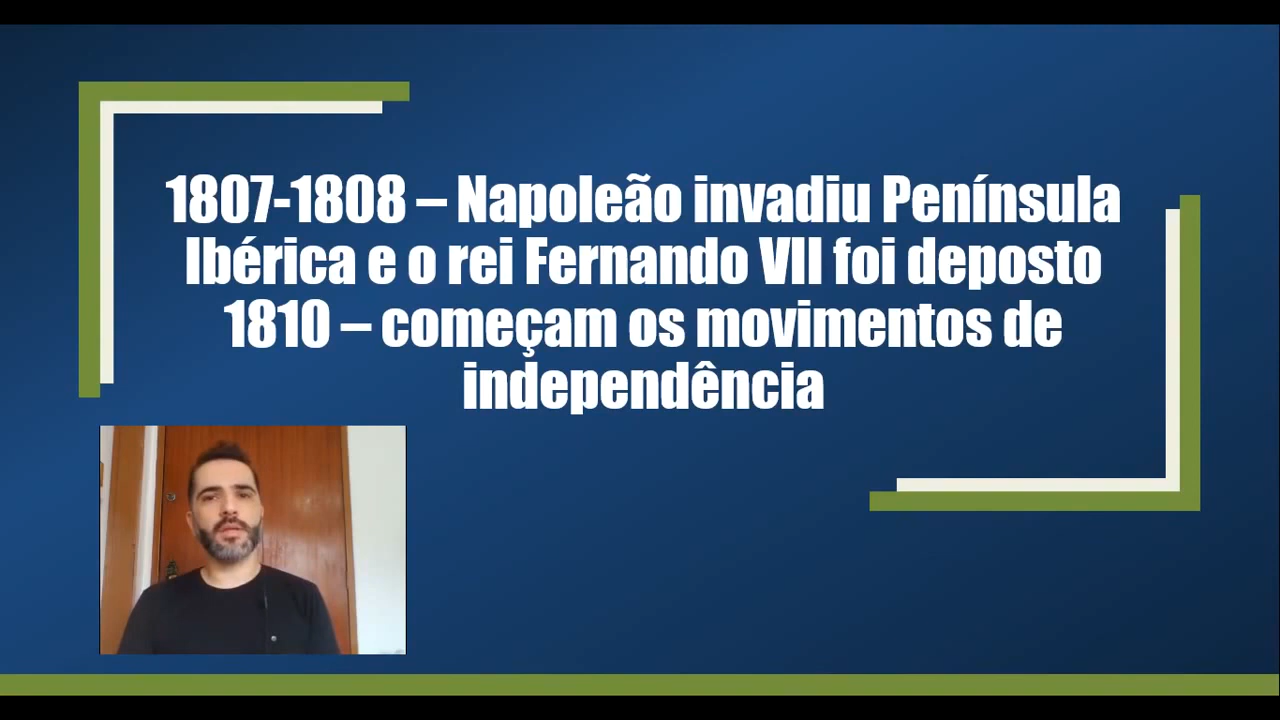 1807-1808 – Napoleão invadiu Península
Ibérica e o rei Fernando VII foi deposto
1810 – começam os movimentos de
independência